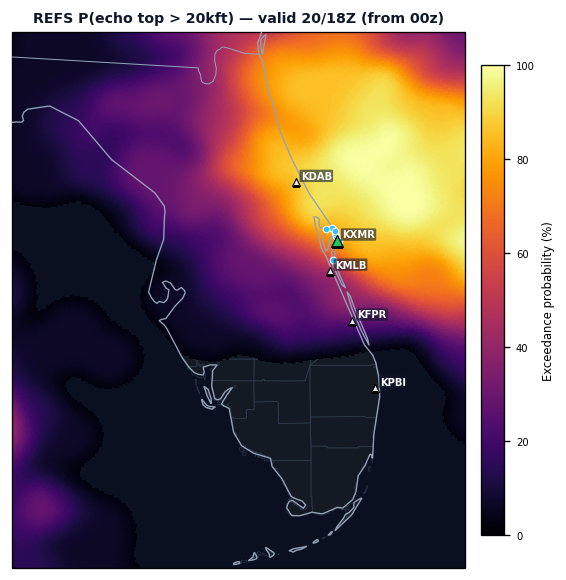 REFS P(echo top > 20kft) — valid 20/18Z (from 00z)
KDAB
KXMR
KMLB
KFPR
KPBI
100
80
60
40
20
0
Exceedance probability (%)